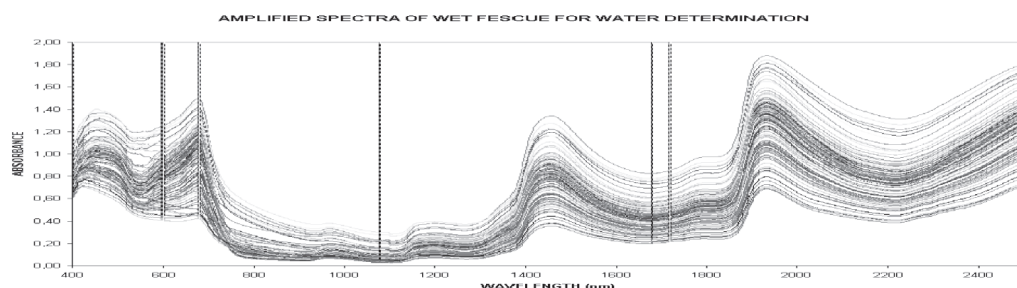 AMPLIFIED SPECTRA OF WET FESCUE FOR WATER DETERMINATION
2,00
1,80
1,60
1,40
1,20
1,00
0,80
0,60
0,40
0,20
0,00
ABSORBANCE
400 600 800 1000 1200 1400 1600 1800 2000 2200 2400
WAVELENGTH (nm)